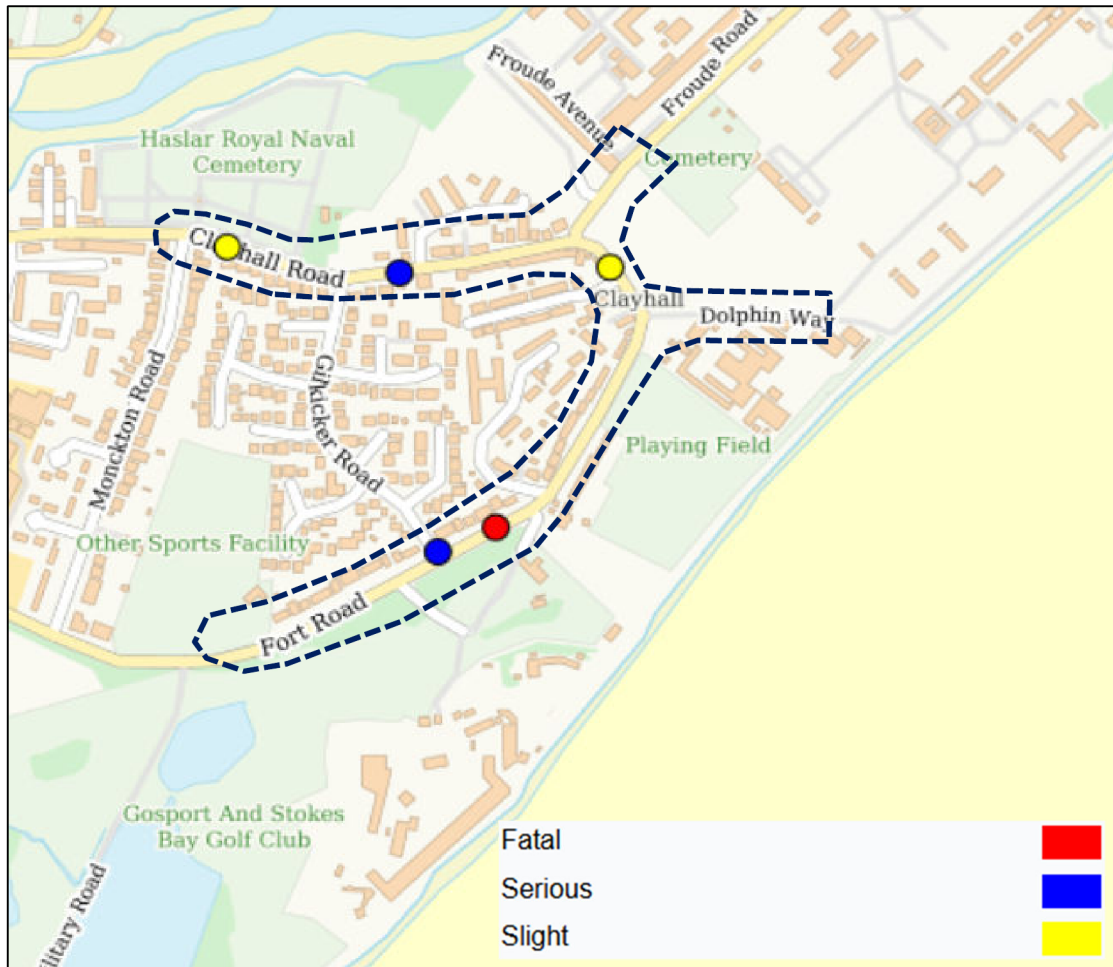 Froude Avenue
Froude Road
Haslar Royal Naval
Cemetery
Cemetery
Road
Clayhall
Dolphin Way
Gilkicker Road
Monckton Road
Playing Field
Other Sports Facility
Fort Road
Gosport And Stokes
Bay Golf Club
Fatal
Serious
Slight